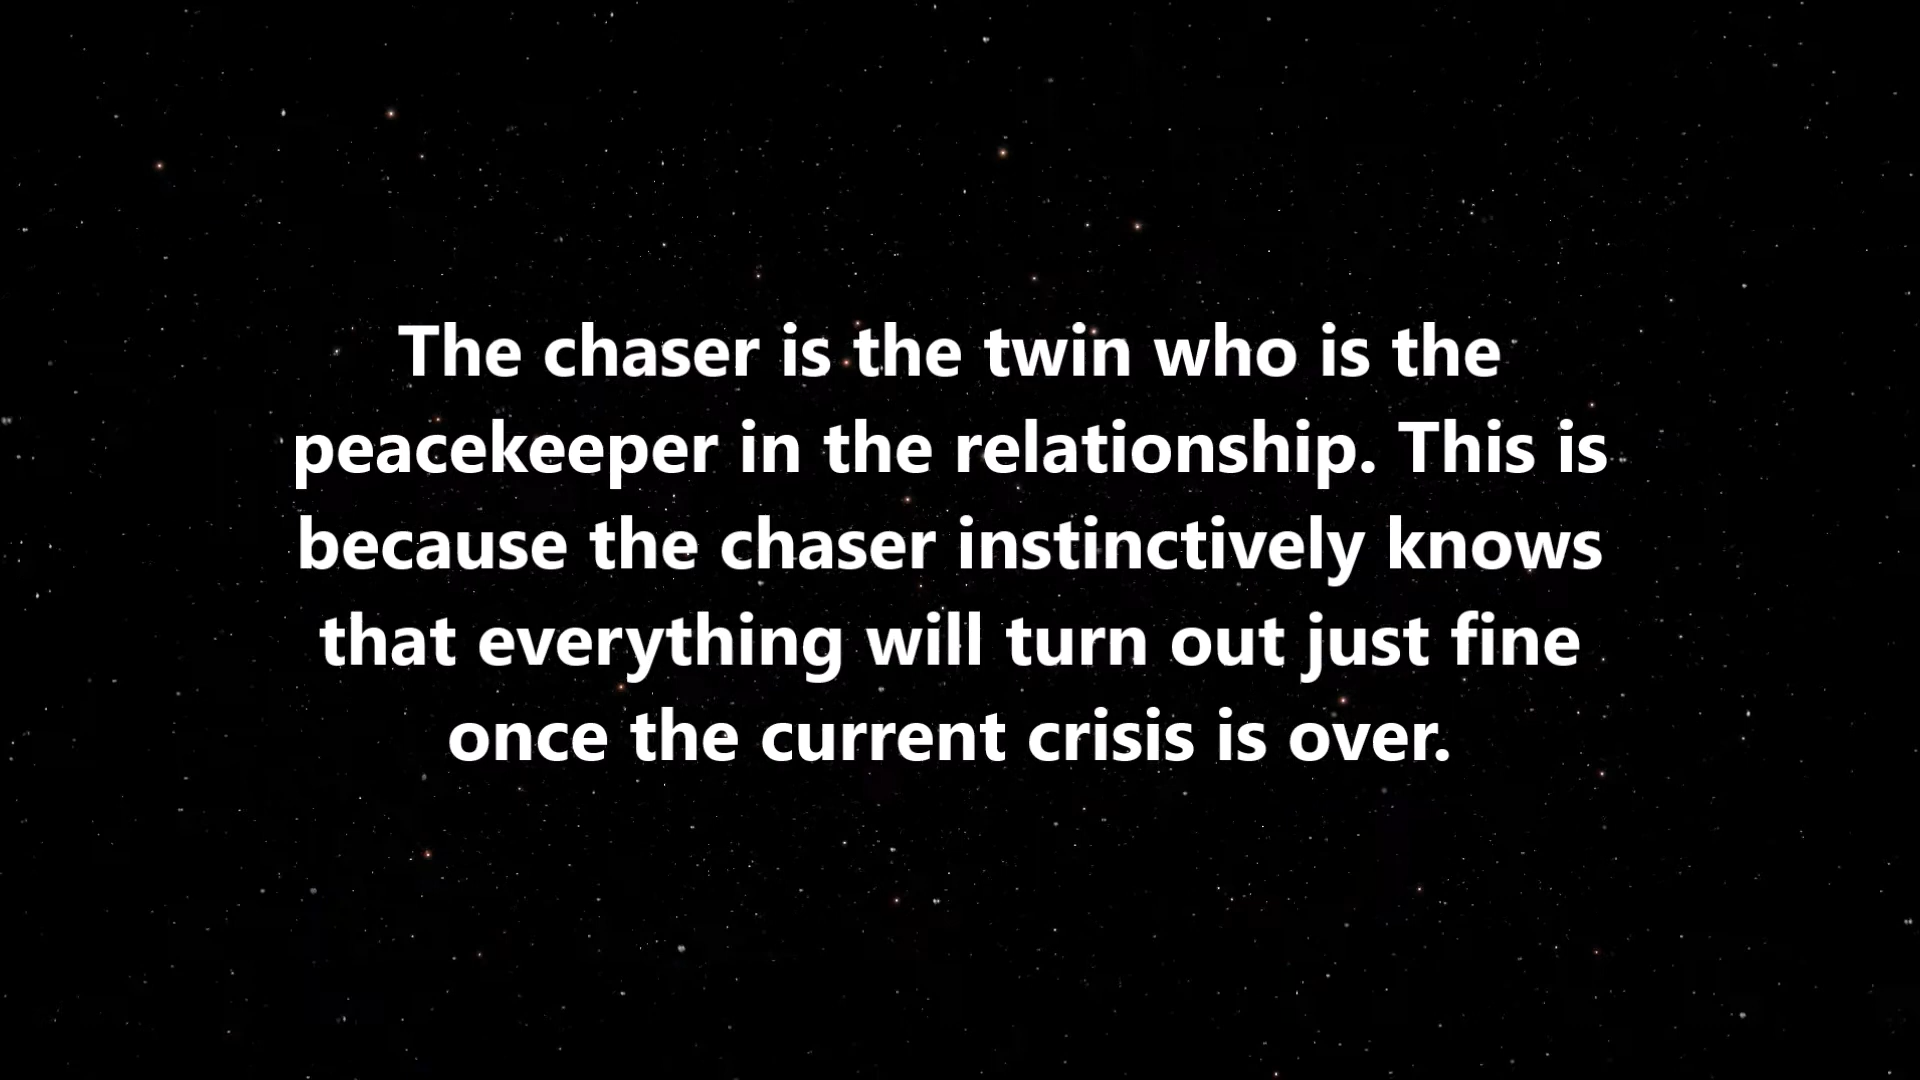 The chaser is the twin who is the
peacekeeper in the relationship. This is
because the chaser instinctively knows
that everything will turn out just fine
once the current crisis is over.